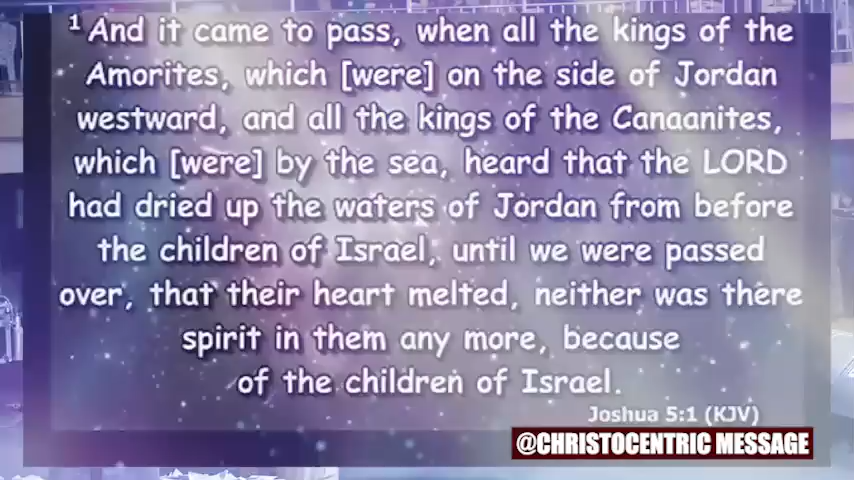 1 And it came to pass, when all the kings of the
Amorites, which [were] on the side of Jordan
westward, and all the kings of the Canaanites,
which [were] by the sea, heard that the LORD
had dried up the waters of Jordan from before
the children of Israel, until we were passed
over, that their heart melted, neither was there
spirit in them any more, because
of the children of Israel.
Joshua 5:1 (KJV)
@CHRISTOCENTRIC MESSAGE